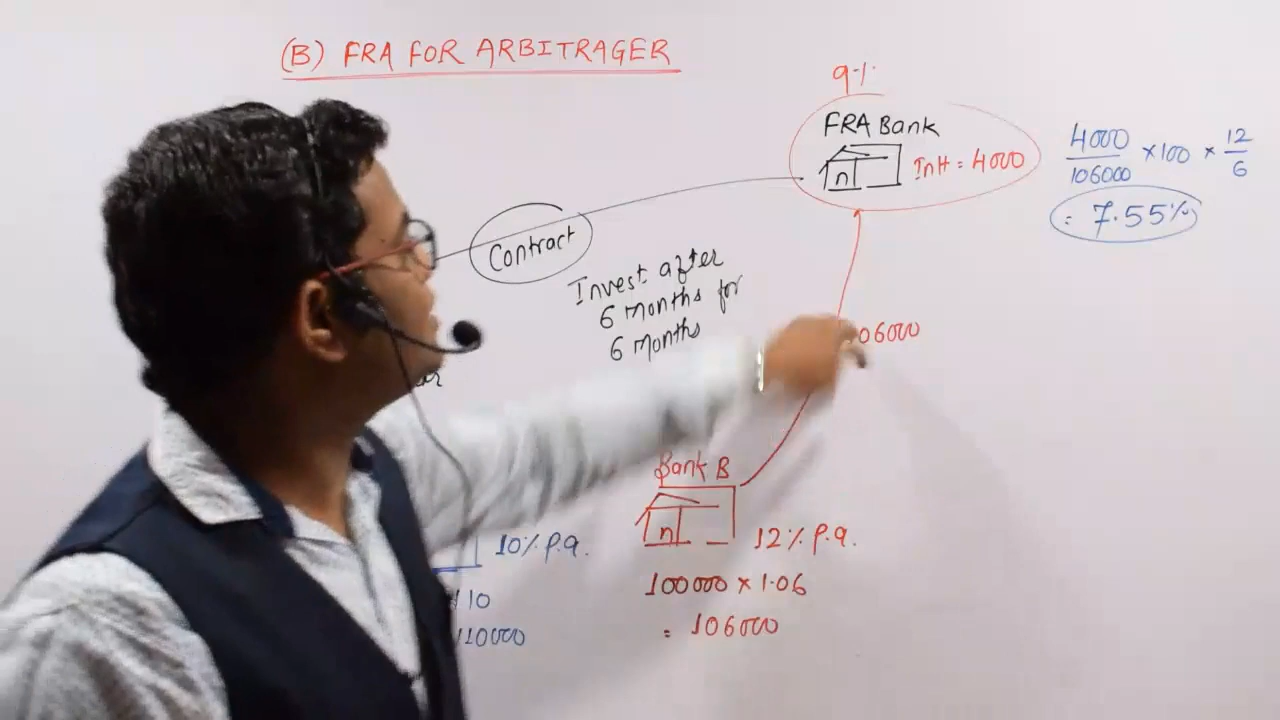 (B) FRA FOR ARBITRAGER
9%
FRA Bank
n
InH = 4000
4000
106000
×100 × 12
6
= 7.55%
Contract
Invest after
6 months for
6 months
06000
Bank B
n
12% p.a.
100000 × 1.06
= 106000
10% p.a.
110
110000